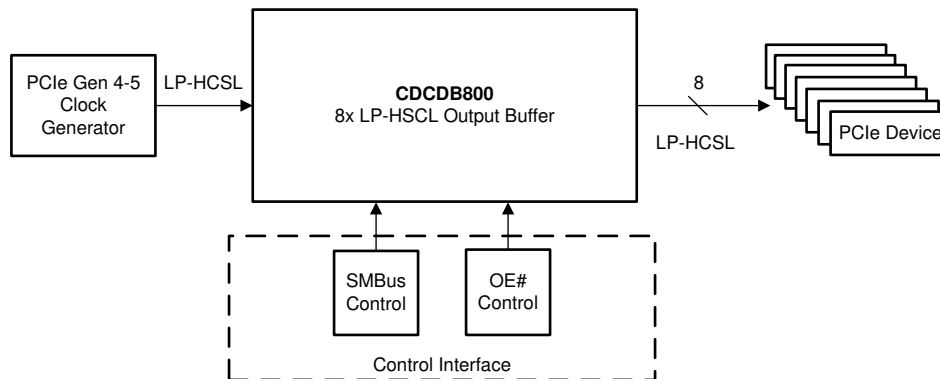 PCIe Gen 4-5
Clock
Generator
LP-HCSL
CDCDB800
8x LP-HSCL Output Buffer
8
LP-HCSL
PCIe Device
SMBus
Control
OE#
Control
Control Interface